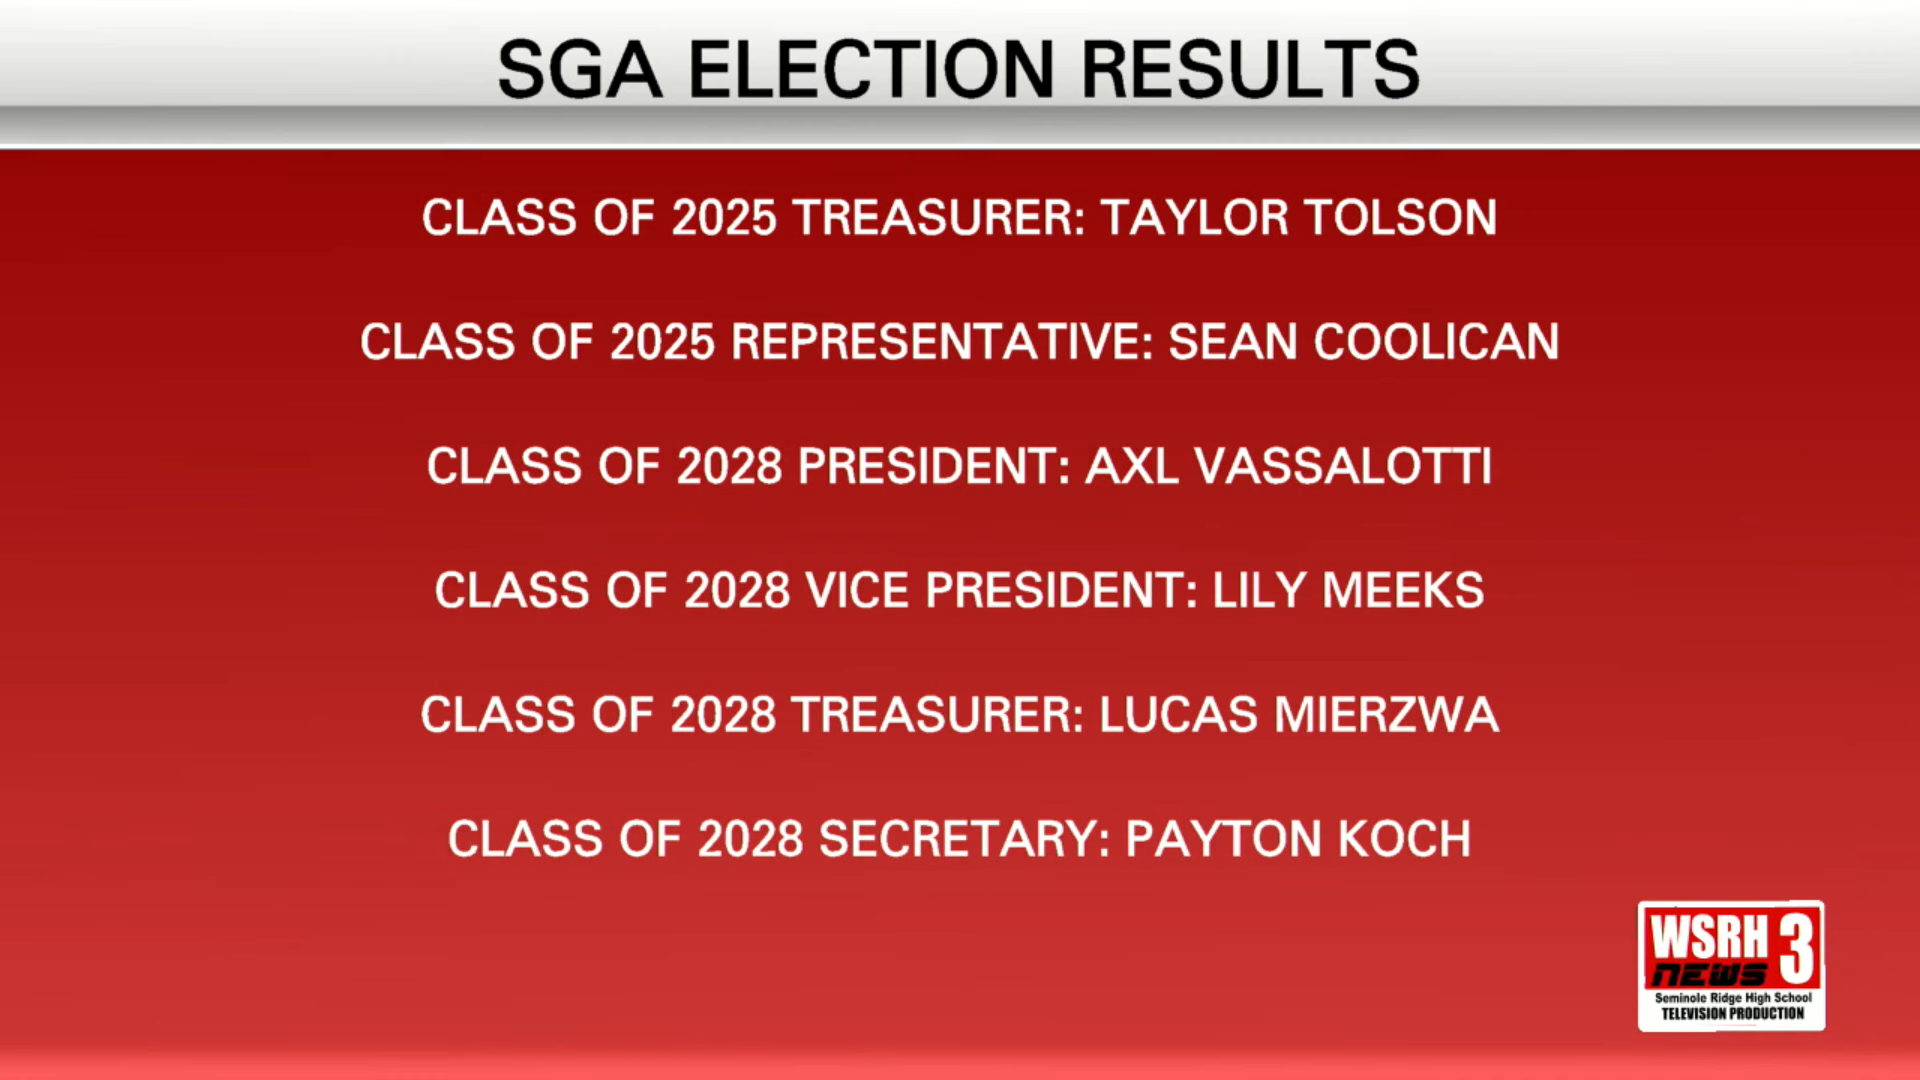 SGA ELECTION RESULTS
CLASS OF 2025 TREASURER: TAYLOR TOLSON
CLASS OF 2025 REPRESENTATIVE: SEAN COOLICAN
CLASS OF 2028 PRESIDENT: AXL VASSALOTTI
CLASS OF 2028 VICE PRESIDENT: LILY MEEKS
CLASS OF 2028 TREASURER: LUCAS MIERZWA
CLASS OF 2028 SECRETARY: PAYTON KOCH
WSRH 3
NEWS
Seminole Ridge High School
TELEVISION PRODUCTION